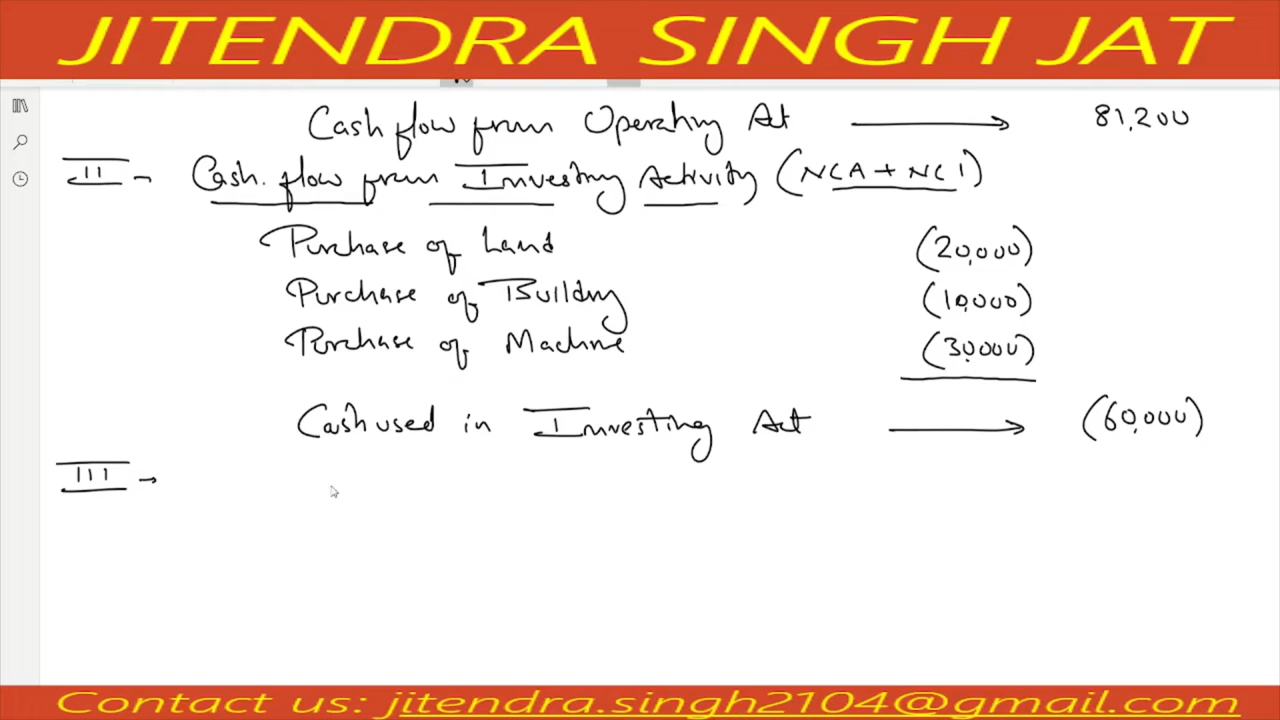 JITENDRA SINGH JAT
Cash flow from Operating Act → 81,200
II - Cash flow from Investing Activity (NCA + NCI)
Purchase of Land (20,000)
Purchase of Building (10,000)
Purchase of Machine (30,000)
Cash used in Investing Act → (60,000)
III →
Contact us: jitendra.singh2104@gmail.com